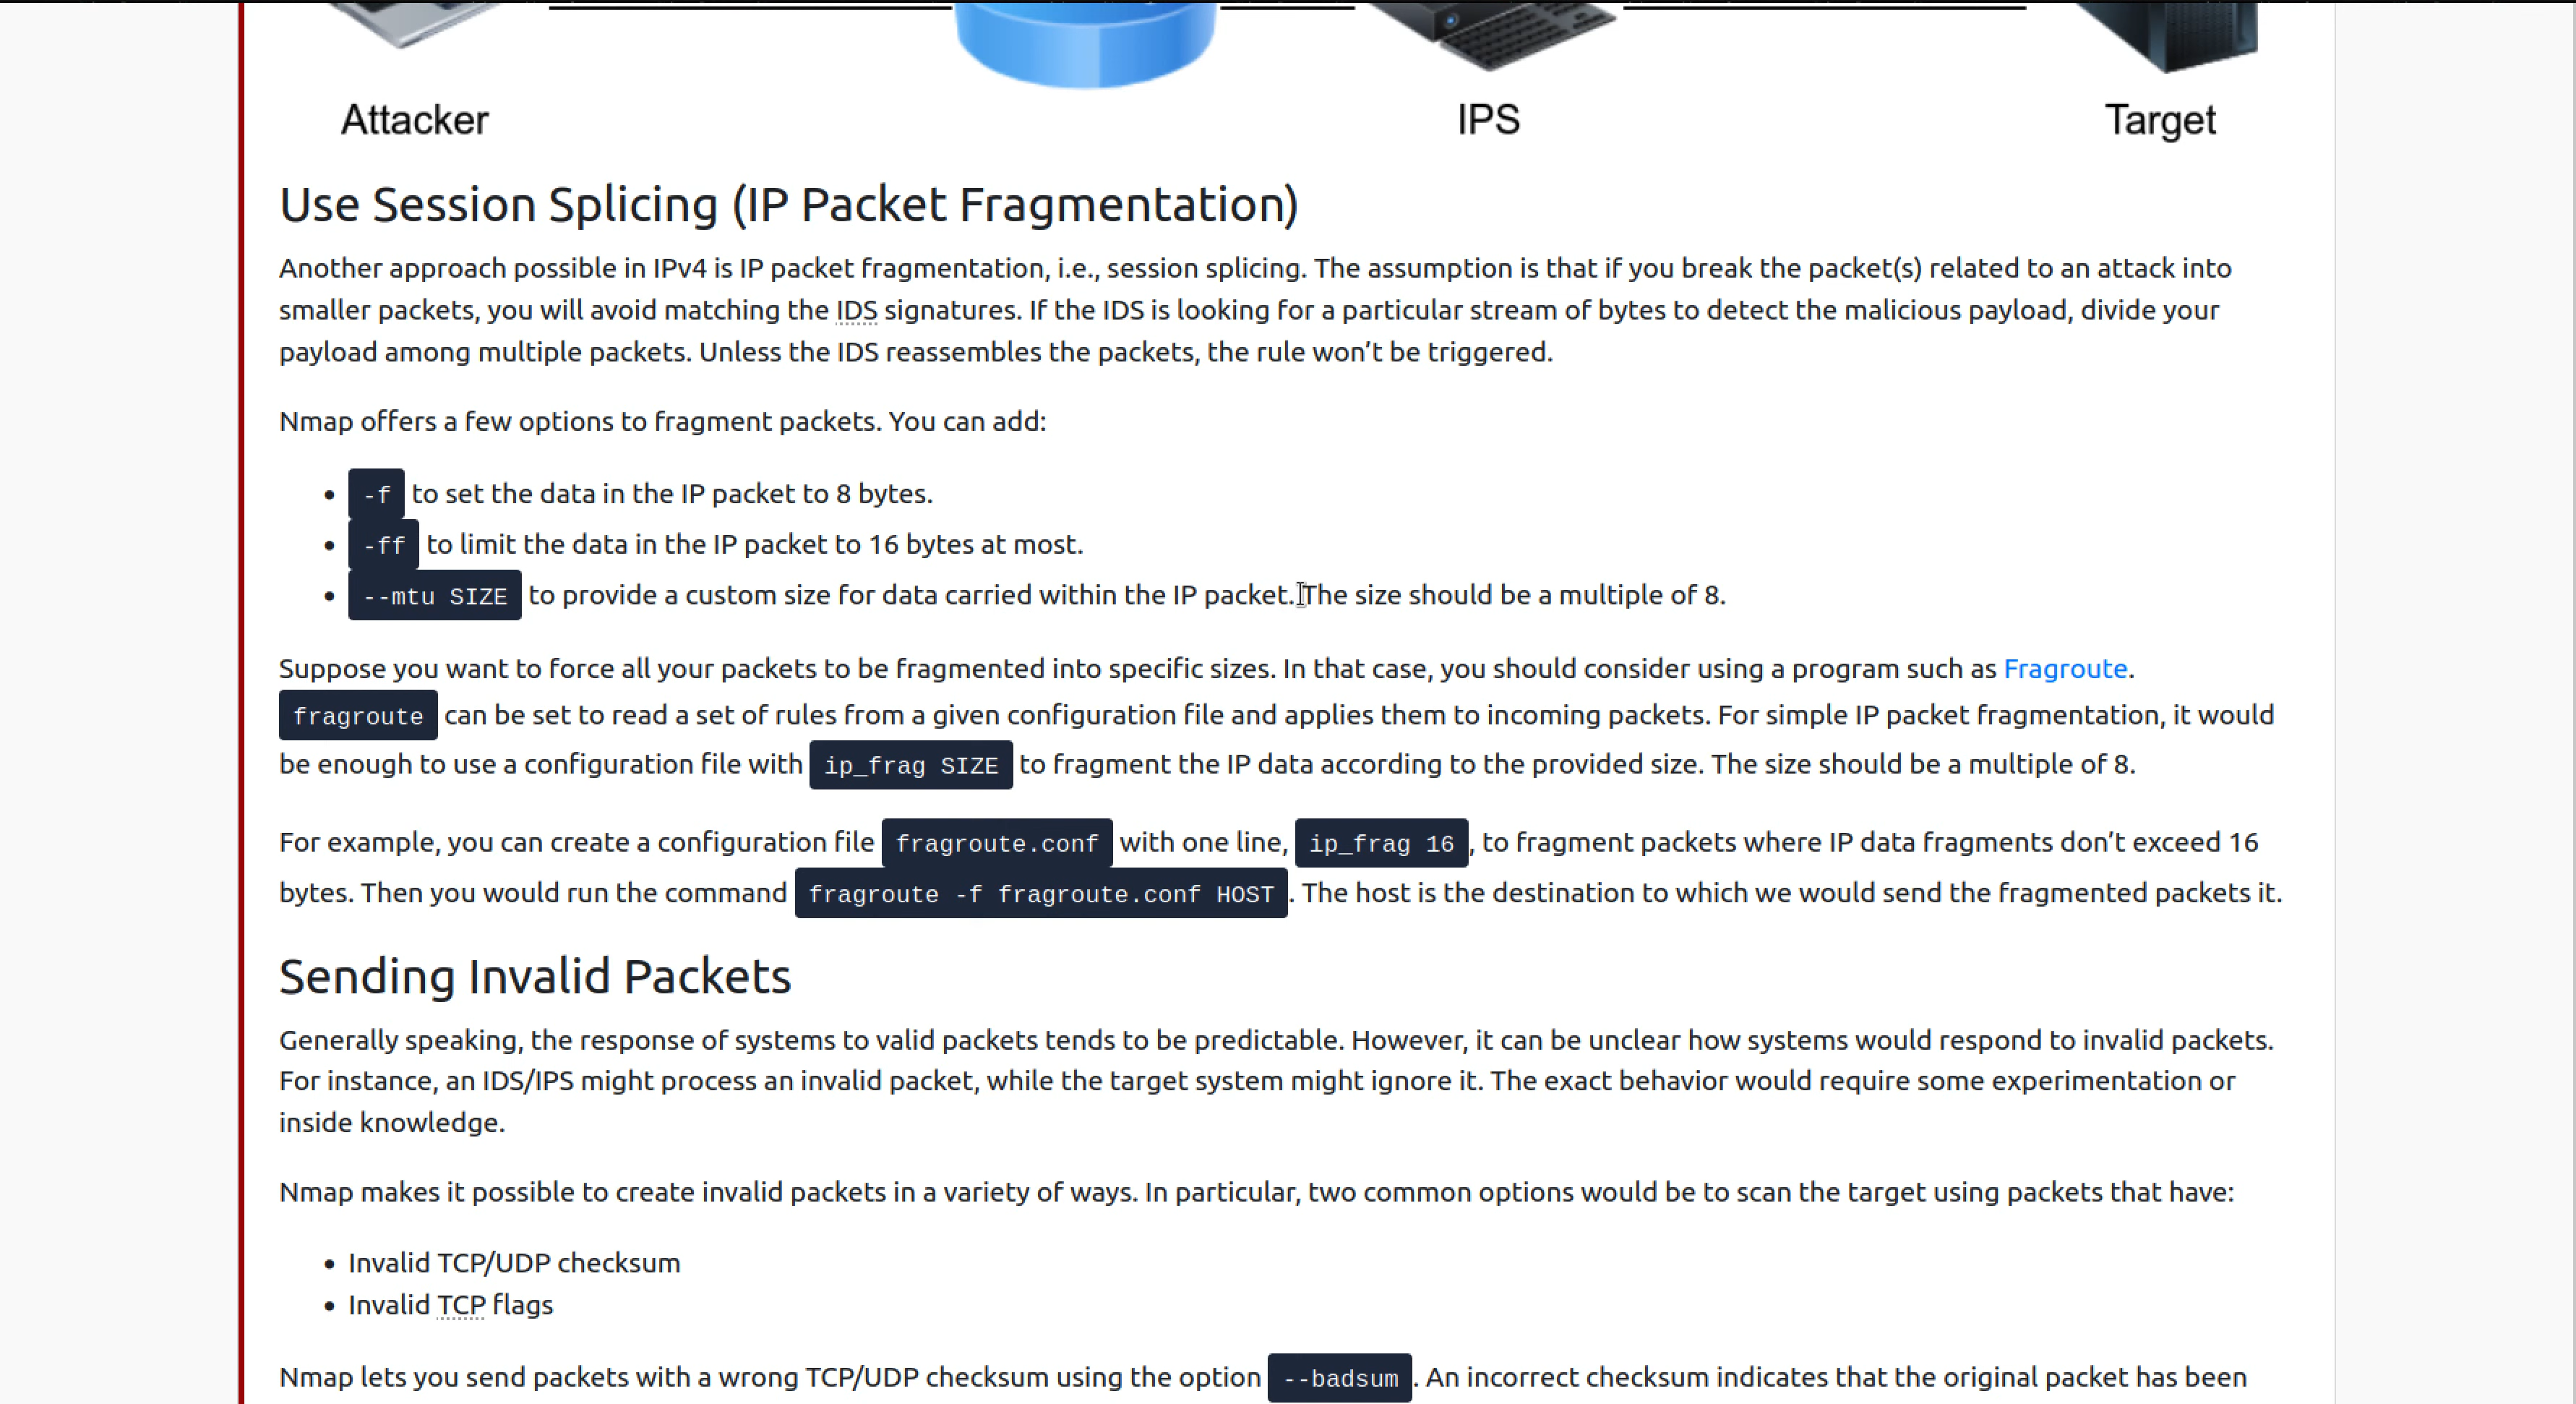 Attacker IPS Target
Use Session Splicing (IP Packet Fragmentation)
Another approach possible in IPv4 is IP packet fragmentation, i.e., session splicing. The assumption is that if you break the packet(s) related to an attack into
smaller packets, you will avoid matching the IDS signatures. If the IDS is looking for a particular stream of bytes to detect the malicious payload, divide your
payload among multiple packets. Unless the IDS reassembles the packets, the rule won’t be triggered.
Nmap offers a few options to fragment packets. You can add:
• -f to set the data in the IP packet to 8 bytes.
• -ff to limit the data in the IP packet to 16 bytes at most.
• --mtu SIZE to provide a custom size for data carried within the IP packet. The size should be a multiple of 8.
Suppose you want to force all your packets to be fragmented into specific sizes. In that case, you should consider using a program such as Fragroute.
fragroute can be set to read a set of rules from a given configuration file and applies them to incoming packets. For simple IP packet fragmentation, it would
be enough to use a configuration file with ip_frag SIZE to fragment the IP data according to the provided size. The size should be a multiple of 8.
For example, you can create a configuration file fragroute.conf with one line, ip_frag 16, to fragment packets where IP data fragments don’t exceed 16
bytes. Then you would run the command fragroute -f fragroute.conf HOST. The host is the destination to which we would send the fragmented packets it.
Sending Invalid Packets
Generally speaking, the response of systems to valid packets tends to be predictable. However, it can be unclear how systems would respond to invalid packets.
For instance, an IDS/IPS might process an invalid packet, while the target system might ignore it. The exact behavior would require some experimentation or
inside knowledge.
Nmap makes it possible to create invalid packets in a variety of ways. In particular, two common options would be to scan the target using packets that have:
• Invalid TCP/UDP checksum
• Invalid TCP flags
Nmap lets you send packets with a wrong TCP/UDP checksum using the option --badsum. An incorrect checksum indicates that the original packet has been